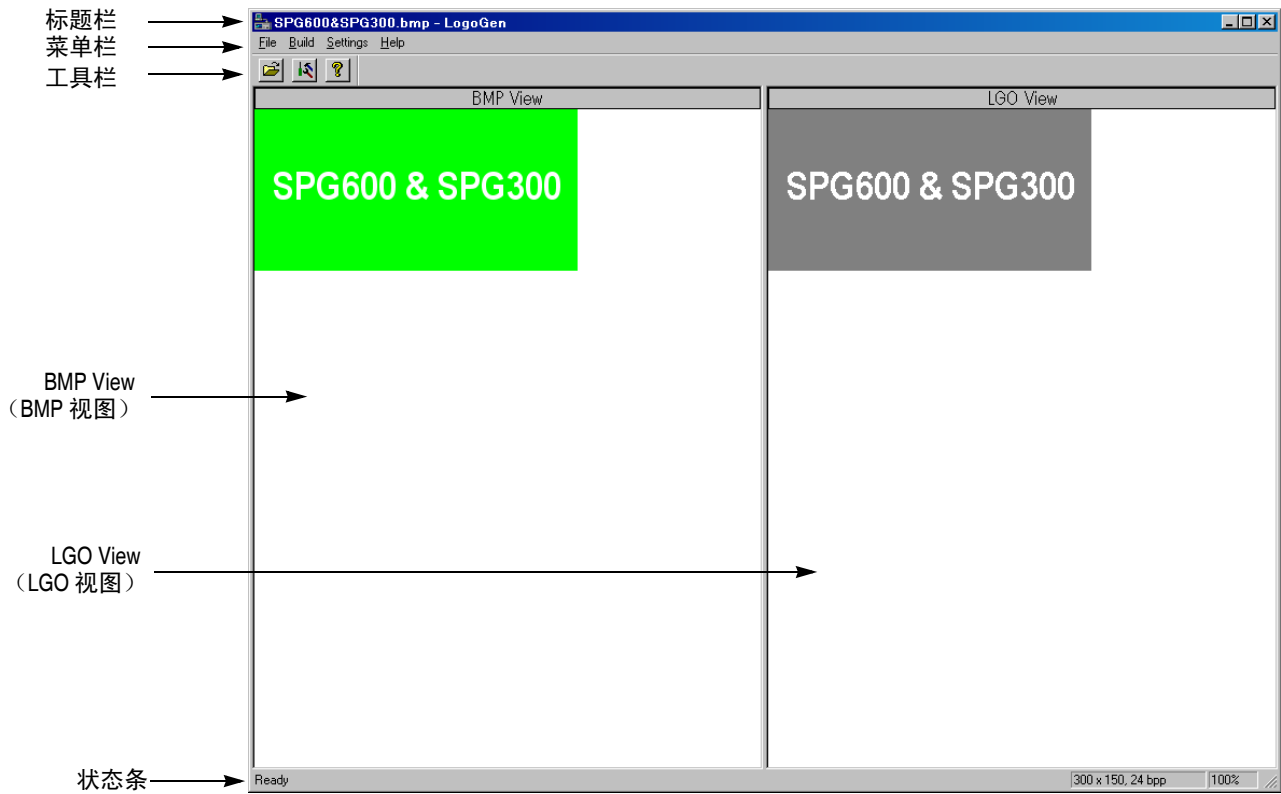 标题栏
SPG600&SPG300.bmp - LogoGen
菜单栏
File Build Settings Help
工具栏
BMP View
LGO View
SPG600 & SPG300
SPG600 & SPG300
BMP View
（BMP 视图）
LGO View
（LGO 视图）
状态条
Ready
300 x 150, 24 bpp
100%